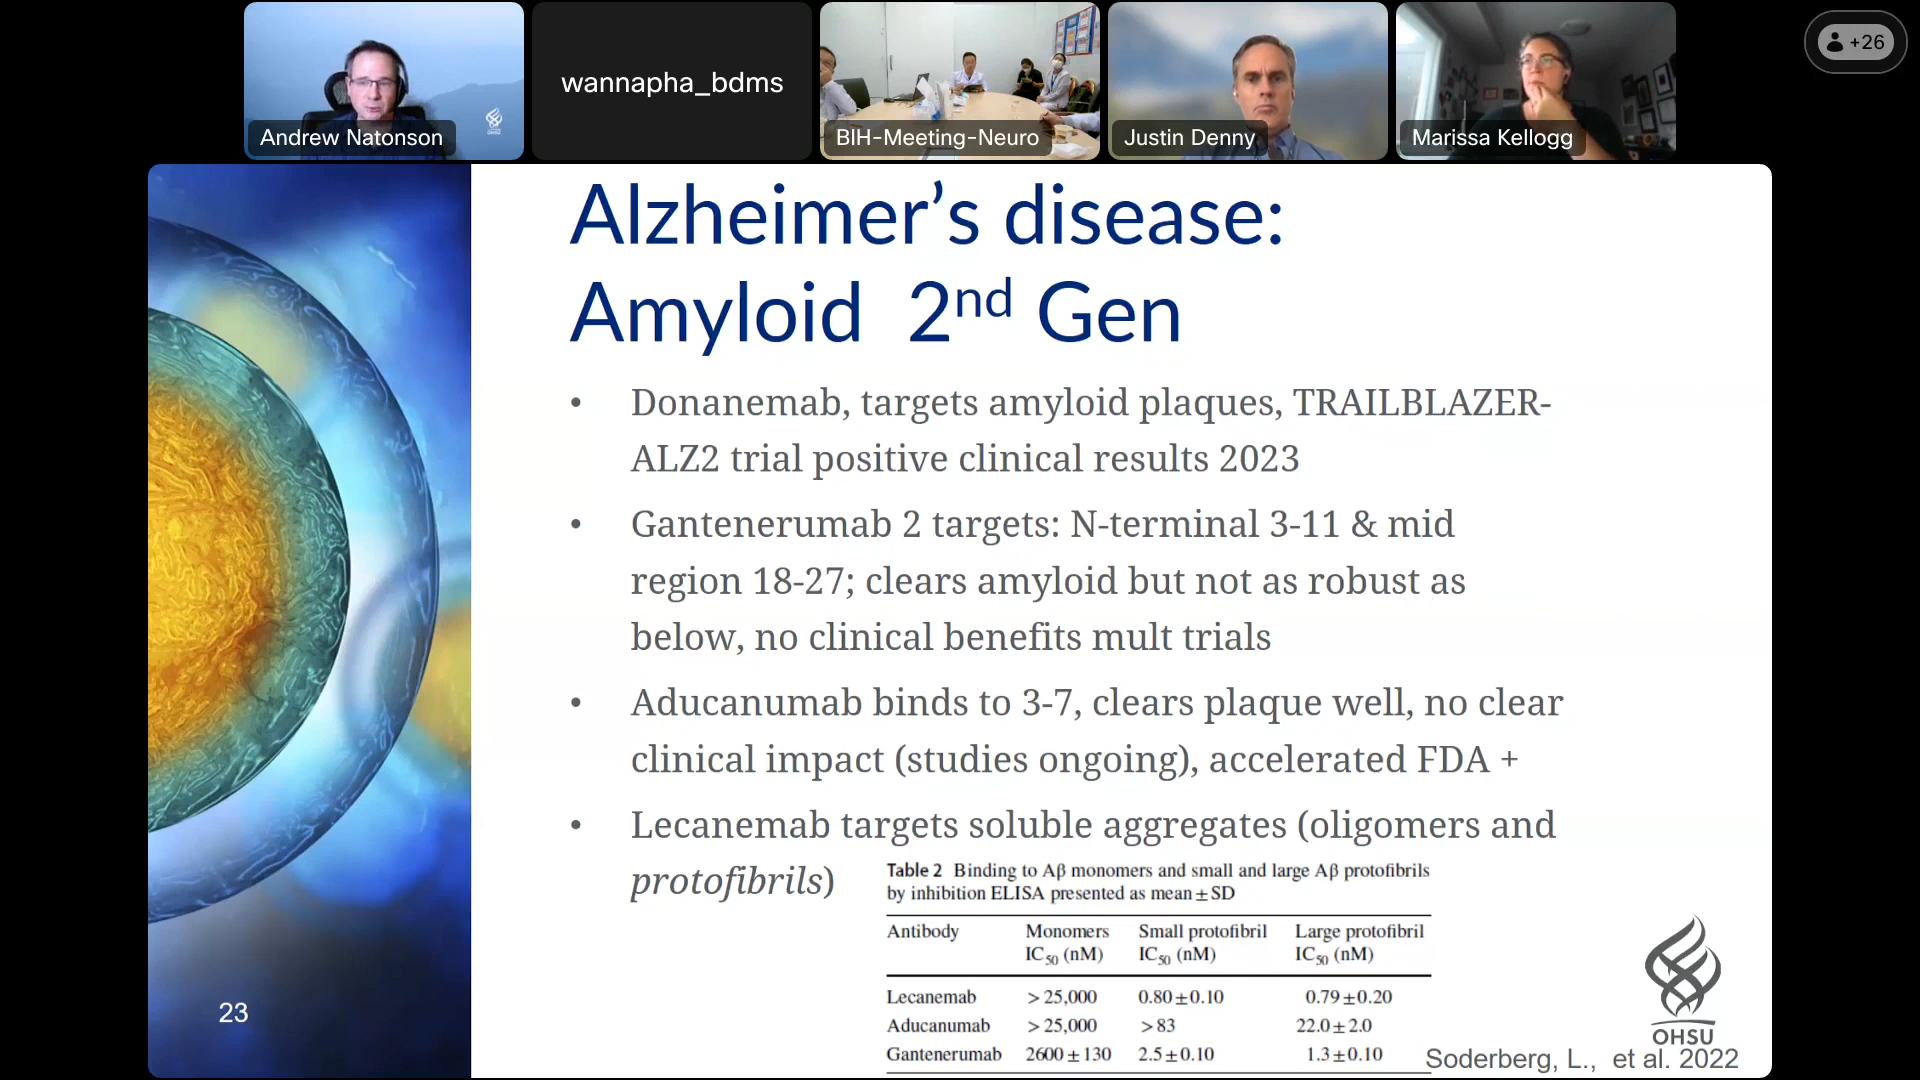 Andrew Natonson
wannapha_bdms
BIH-Meeting-Neuro
Justin Denny
Marissa Kellogg
+26
Alzheimer’s disease:
Amyloid 2nd Gen
• Donanemab, targets amyloid plaques, TRAILBLAZER-
ALZ2 trial positive clinical results 2023
• Gantenerumab 2 targets: N-terminal 3-11 & mid
region 18-27; clears amyloid but not as robust as
below, no clinical benefits mult trials
• Aducanumab binds to 3-7, clears plaque well, no clear
clinical impact (studies ongoing), accelerated FDA +
• Lecanemab targets soluble aggregates (oligomers and
protofibrils)
Table 2 Binding to Aβ monomers and small and large Aβ protofibrils
by inhibition ELISA presented as mean ± SD
Antibody Monomers Small protofibril Large protofibril
IC50 (nM) IC50 (nM) IC50 (nM)
Lecanemab > 25,000 0.80 ± 0.10 0.79 ± 0.20
Aducanumab > 25,000 > 83 22.0 ± 2.0
Gantenerumab 2600 ± 130 2.5 ± 0.10 1.3 ± 0.10
23
OHSU
Soderberg, L., et al. 2022